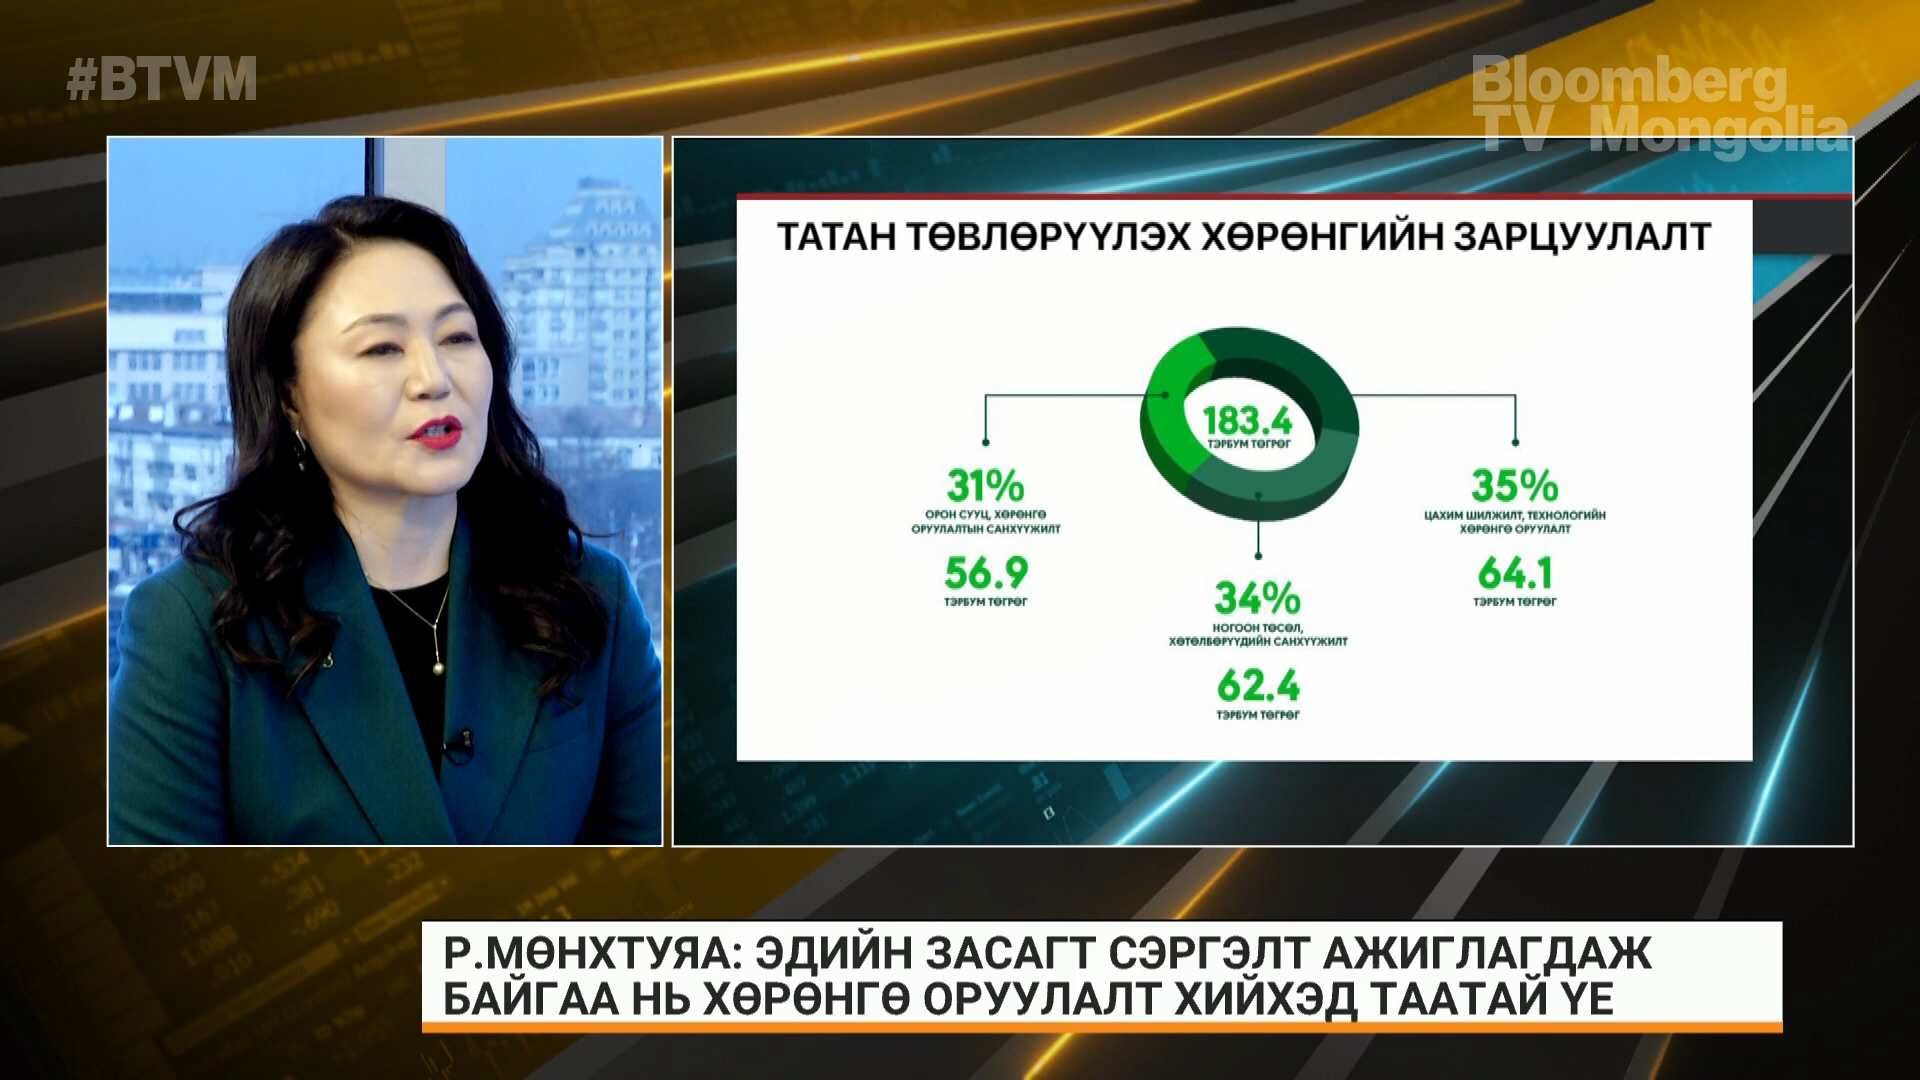 #BTVM
Bloomberg
TV Mongolia
ТАТАН ТӨВЛӨРҮҮЛЭХ ХӨРӨНГИЙН ЗАРЦУУЛАЛТ
183.4
ТЭРБУМ ТӨГРӨГ
31%
ОРОН СУУЦ, ХӨРӨНГӨ
ОРУУЛАЛТЫН САНХҮҮЖИЛТ
56.9
ТЭРБУМ ТӨГРӨГ
34%
НОГООН ТӨСӨЛ,
ХӨТӨЛБӨРҮҮДИЙН САНХҮҮЖИЛТ
62.4
ТЭРБУМ ТӨГРӨГ
35%
ЦАХИМ ШИЛЖИЛТ, ТЕХНОЛОГИЙН
ХӨРӨНГӨ ОРУУЛАЛТ
64.1
ТЭРБУМ ТӨГРӨГ
Р.МӨНХТУЯА: ЭДИЙН ЗАСАГТ СЭРГЭЛТ АЖИГЛАГДАЖ
БАЙГАА НЬ ХӨРӨНГӨ ОРУУЛАЛТ ХИЙХЭД ТААТАЙ ҮЕ